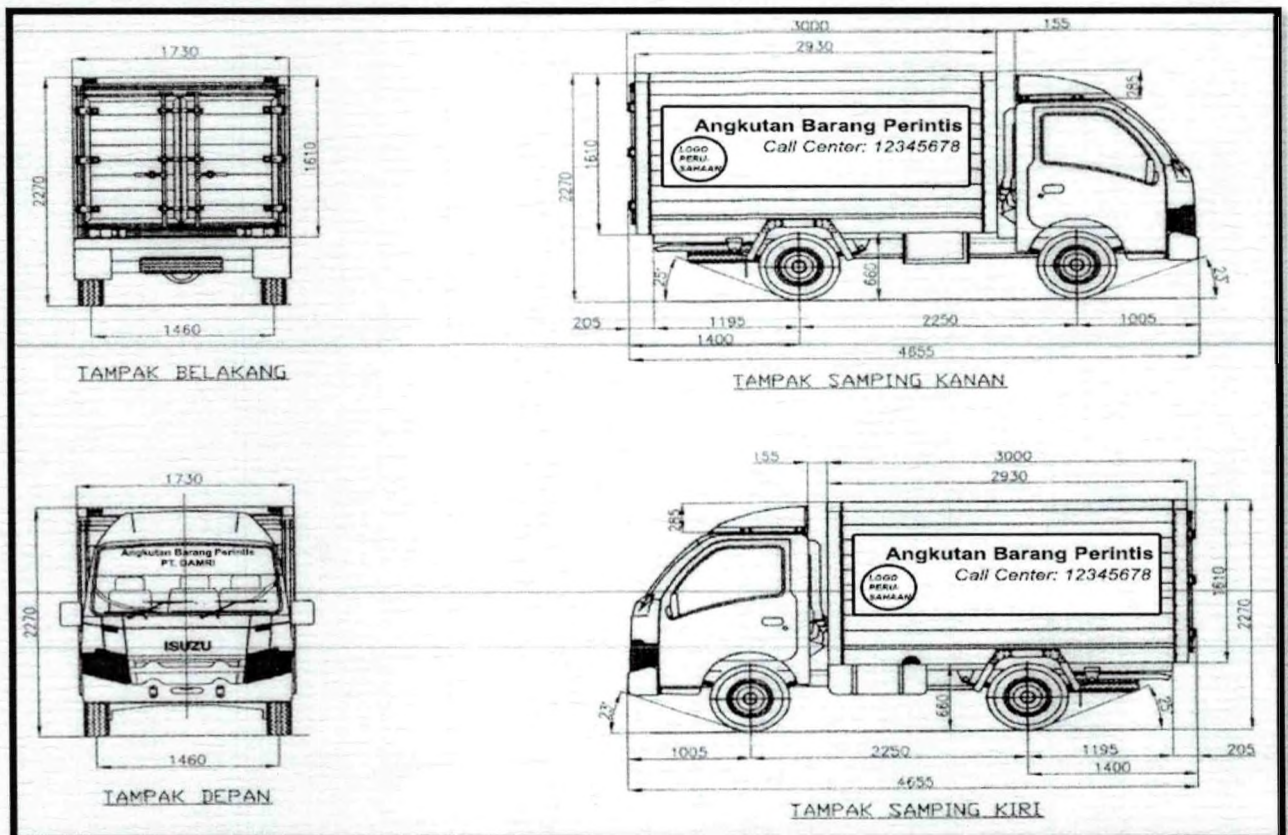 1730
2270
1610
1460
TAMPAK BELAKANG
3000
155
2930
285
2270
1610
Angkutan Barang Perintis
Call Center: 12345678
LOGO
PERU-
SAHAAN
25°
660
23°
205
1195
2250
1005
1400
4655
TAMPAK SAMPING KANAN
1730
2270
Angkutan Barang Perintis
PT. DAMRI
ISUZU
1460
TAMPAK DEPAN
155
3000
2930
285
Angkutan Barang Perintis
Call Center: 12345678
LOGO
PERU-
SAHAAN
1610
2270
23°
660
25°
1005
2250
1195
205
1400
4655
TAMPAK SAMPING KIRI